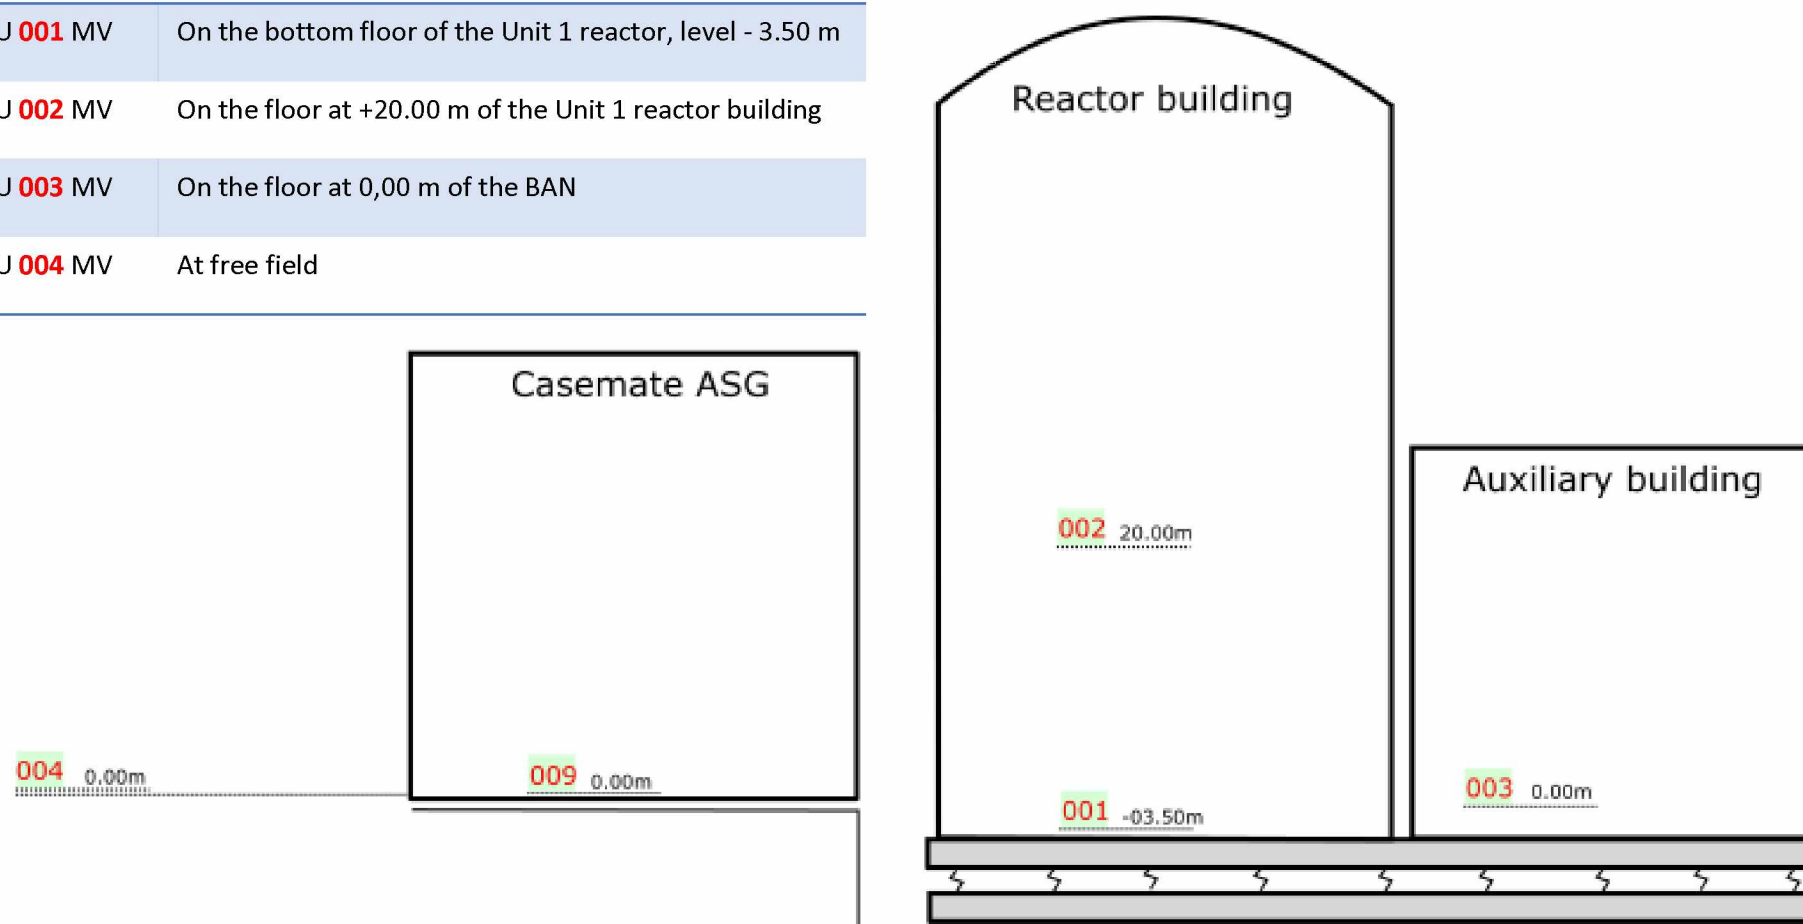 U 001 MV On the bottom floor of the Unit 1 reactor, level - 3.50 m
U 002 MV On the floor at +20.00 m of the Unit 1 reactor building
U 003 MV On the floor at 0,00 m of the BAN
U 004 MV At free field
Casemate ASG
004 0.00m
009 0.00m
Reactor building
002 20.00m
001 -03.50m
Auxiliary building
003 0.00m